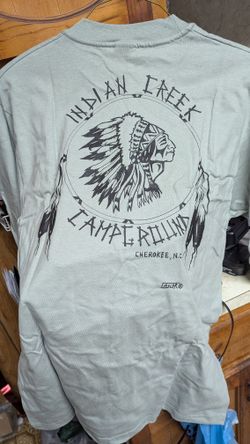 INDIAN CREEK
CAMPGROUND
CHEROKEE, N.C.